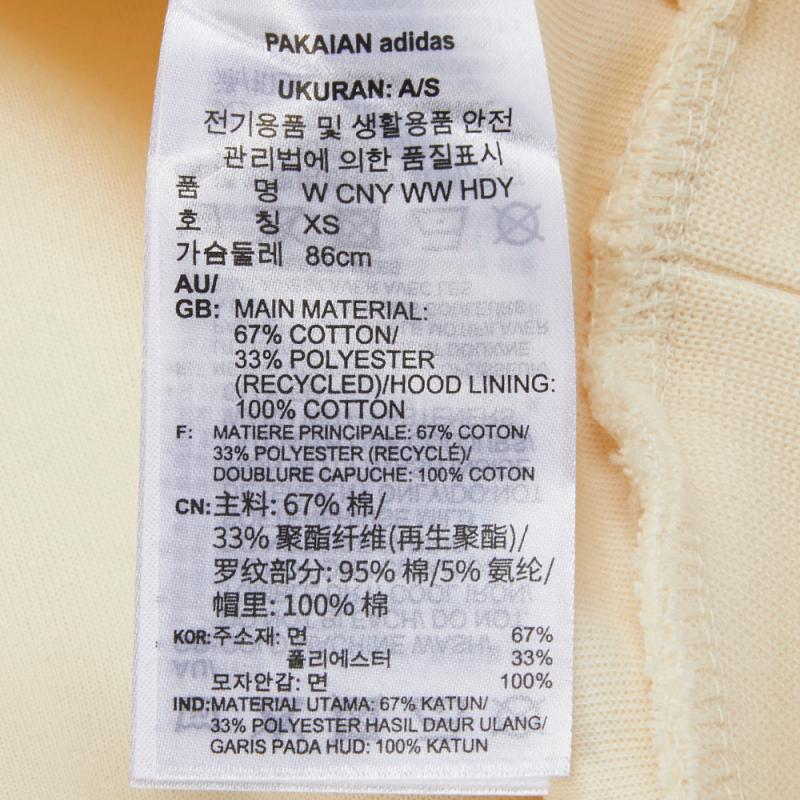 PAKAIAN adidas
UKURAN: A/S
전기용품 및 생활용품 안전
관리법에 의한 품질표시
품 명 W CNY WW HDY
호 칭 XS
가슴둘레 86cm
AU/
GB: MAIN MATERIAL:
67% COTTON/
33% POLYESTER
(RECYCLED)/HOOD LINING:
100% COTTON
F: MATIERE PRINCIPALE: 67% COTON/
33% POLYESTER (RECYCLÉ)/
DOUBLURE CAPUCHE: 100% COTON
CN:主料: 67% 棉/
33% 聚酯纤维(再生聚酯)/
罗纹部分: 95% 棉/5% 氨纶/
帽里: 100% 棉
KOR:주소재: 면 67%
폴리에스터 33%
모자안감: 면 100%
IND:MATERIAL UTAMA: 67% KATUN/
33% POLYESTER HASIL DAUR ULANG/
GARIS PADA HUD: 100% KATUN